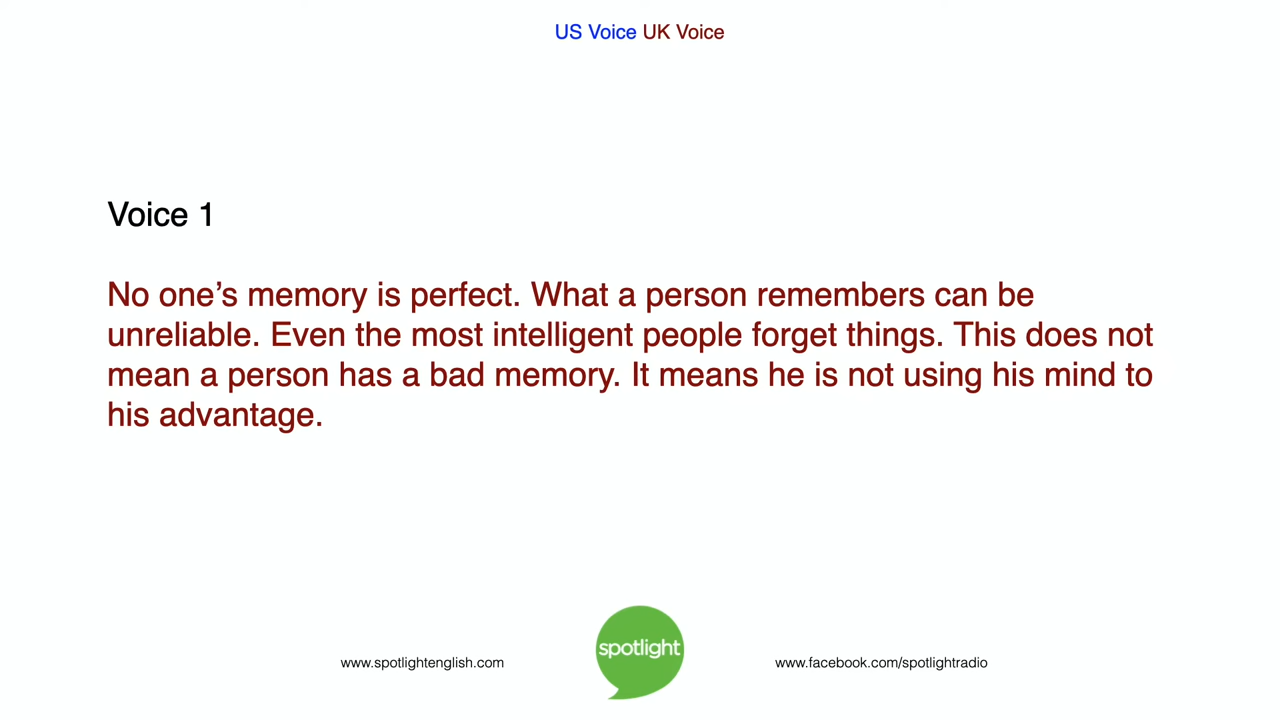 US Voice UK Voice
Voice 1
No one’s memory is perfect. What a person remembers can be
unreliable. Even the most intelligent people forget things. This does not
mean a person has a bad memory. It means he is not using his mind to
his advantage.
spotlight
www.spotlightenglish.com
www.facebook.com/spotlightradio